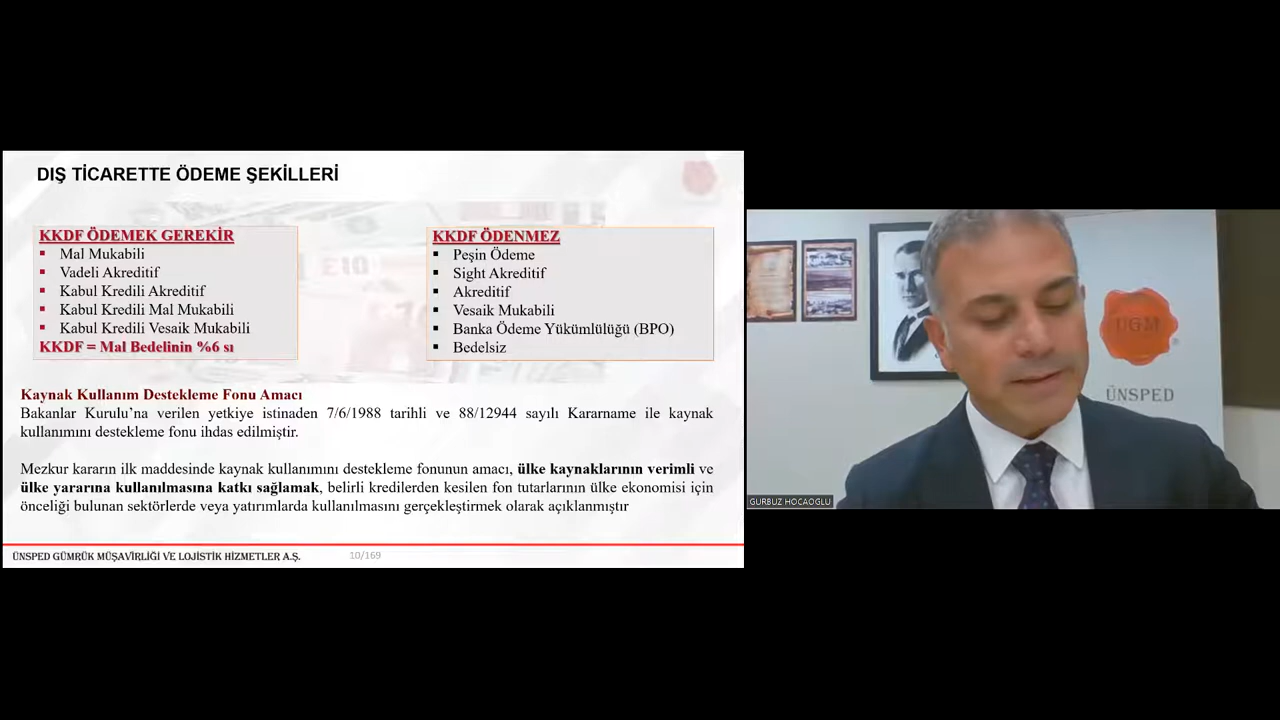 DIŞ TİCARETTE ÖDEME ŞEKİLLERİ
KKDF ÖDEMEK GEREKİR
▪ Mal Mukabili
▪ Vadeli Akreditif
▪ Kabul Kredili Akreditif
▪ Kabul Kredili Mal Mukabili
▪ Kabul Kredili Vesaik Mukabili
KKDF = Mal Bedelinin %6 sı
KKDF ÖDENMEZ
▪ Peşin Ödeme
▪ Sight Akreditif
▪ Akreditif
▪ Vesaik Mukabili
▪ Banka Ödeme Yükümlülüğü (BPO)
▪ Bedelsiz
£10
Kaynak Kullanım Destekleme Fonu Amacı
Bakanlar Kurulu’na verilen yetkiye istinaden 7/6/1988 tarihli ve 88/12944 sayılı Kararname ile kaynak
kullanımını destekleme fonu ihdas edilmiştir.
Mezkur kararın ilk maddesinde kaynak kullanımını destekleme fonunun amacı, ülke kaynaklarının verimli ve
ülke yararına kullanılmasına katkı sağlamak, belirli kredilerden kesilen fon tutarlarının ülke ekonomisi için
önceliği bulunan sektörlerde veya yatırımlarda kullanılmasını gerçekleştirmek olarak açıklanmıştır
ÜNSPED GÜMRÜK MÜŞAVİRLİĞİ VE LOJİSTİK HİZMETLER A.Ş.
10/169
UGM
ÜNSPED
GURBUZ HOCAOGLU